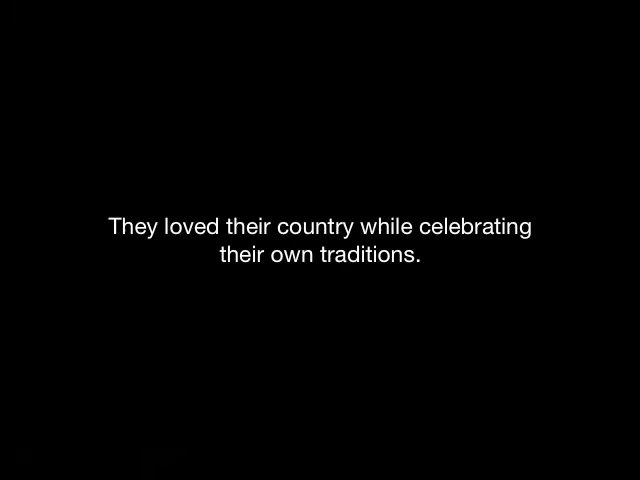 They loved their country while celebrating
their own traditions.